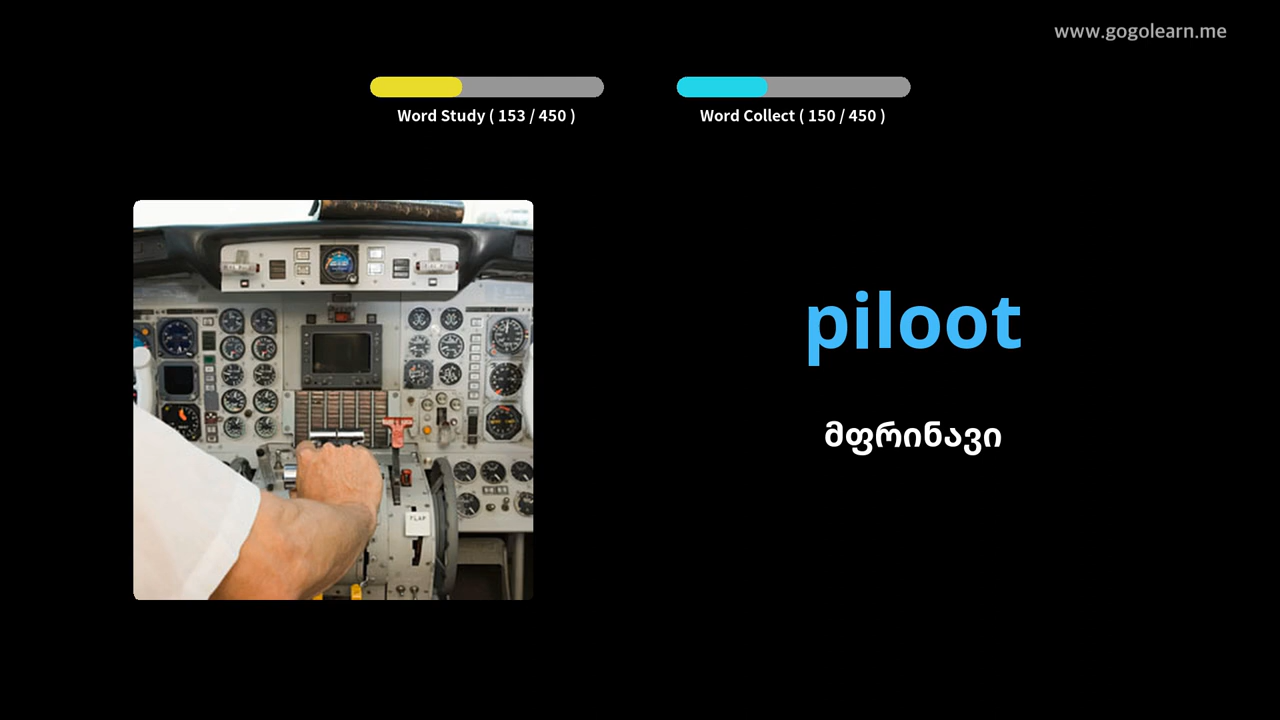 www.gogolearn.me
Word Study ( 153 / 450 )
Word Collect ( 150 / 450 )
piloot
მფრინავი
FLAP